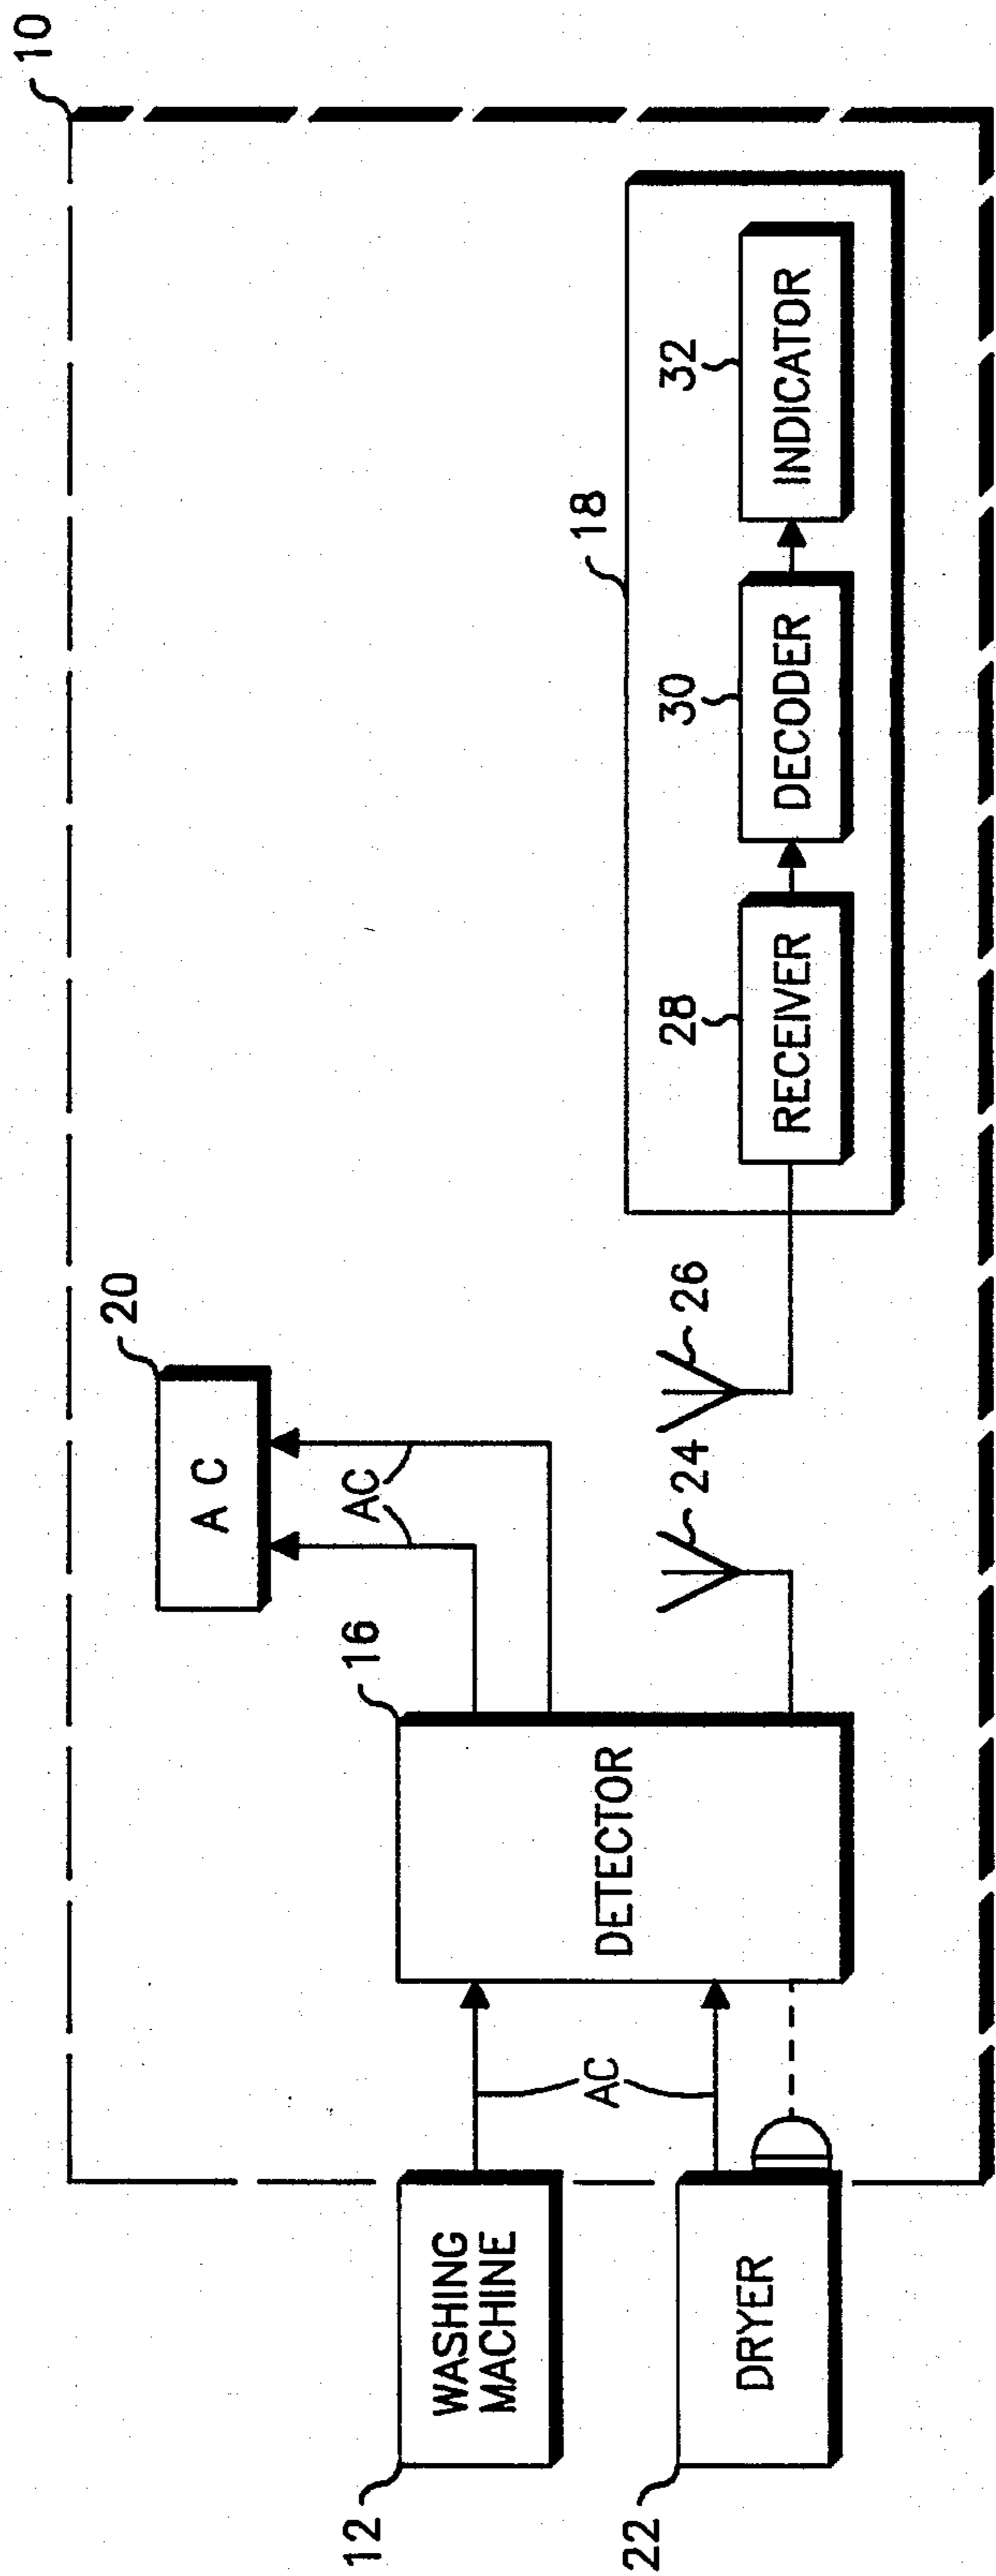 10
20
A C
AC
16
DETECTOR
12
WASHING
MACHINE
AC
22
DRYER
24
26
18
28
RECEIVER
30
DECODER
32
INDICATOR